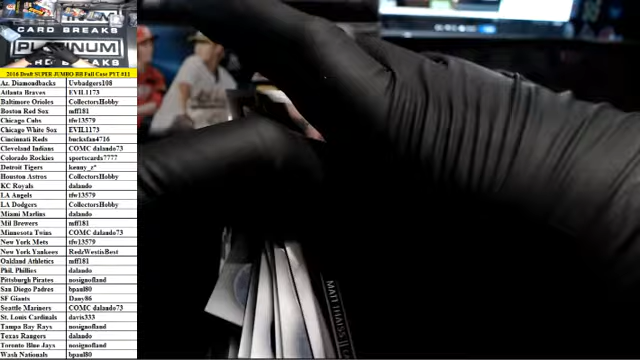 CARD BREAKS
PLATINUM
2016 Draft SUPER JUMBO HB Full Case PYT #11
Az. Diamondbacks Uwbadgers108
Atlanta Braves EVIL1173
Baltimore Orioles CollectorsHobby
Boston Red Sox mff181
Chicago Cubs tfw13579
Chicago White Sox EVIL1173
Cincinnati Reds bucksfan4716
Cleveland Indians COMC dalando73
Colorado Rockies sportscards7777
Detroit Tigers kenny_z*
Houston Astros CollectorsHobby
KC Royals dalando
LA Angels tfw13579
LA Dodgers CollectorsHobby
Miami Marlins dalando
Mil Brewers mff181
Minnesota Twins COMC dalando73
New York Mets tfw13579
New York Yankees RedzWestisBest
Oakland Athletics mff181
Phil. Phillies dalando
Pittsburgh Pirates nosignofland
San Diego Padres bpaul80
SF Giants Dany86
Seattle Mariners COMC dalando73
St. Louis Cardinals davis333
Tampa Bay Rays nosignofland
Texas Rangers dalando
Toronto Blue Jays nosignofland
Wash Nationals bpaul80